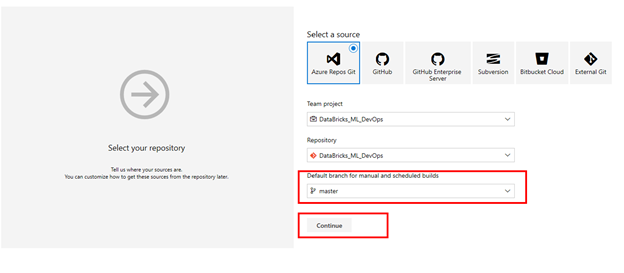 Select your repository
Tell us where your sources are.
You can customize how to get these sources from the repository later.
Select a source
Azure Repos Git
GitHub
GitHub Enterprise
Server
Subversion
Bitbucket Cloud
External Git
Team project
DataBricks_ML_DevOps
Repository
DataBricks_ML_DevOps
Default branch for manual and scheduled builds
master
Continue